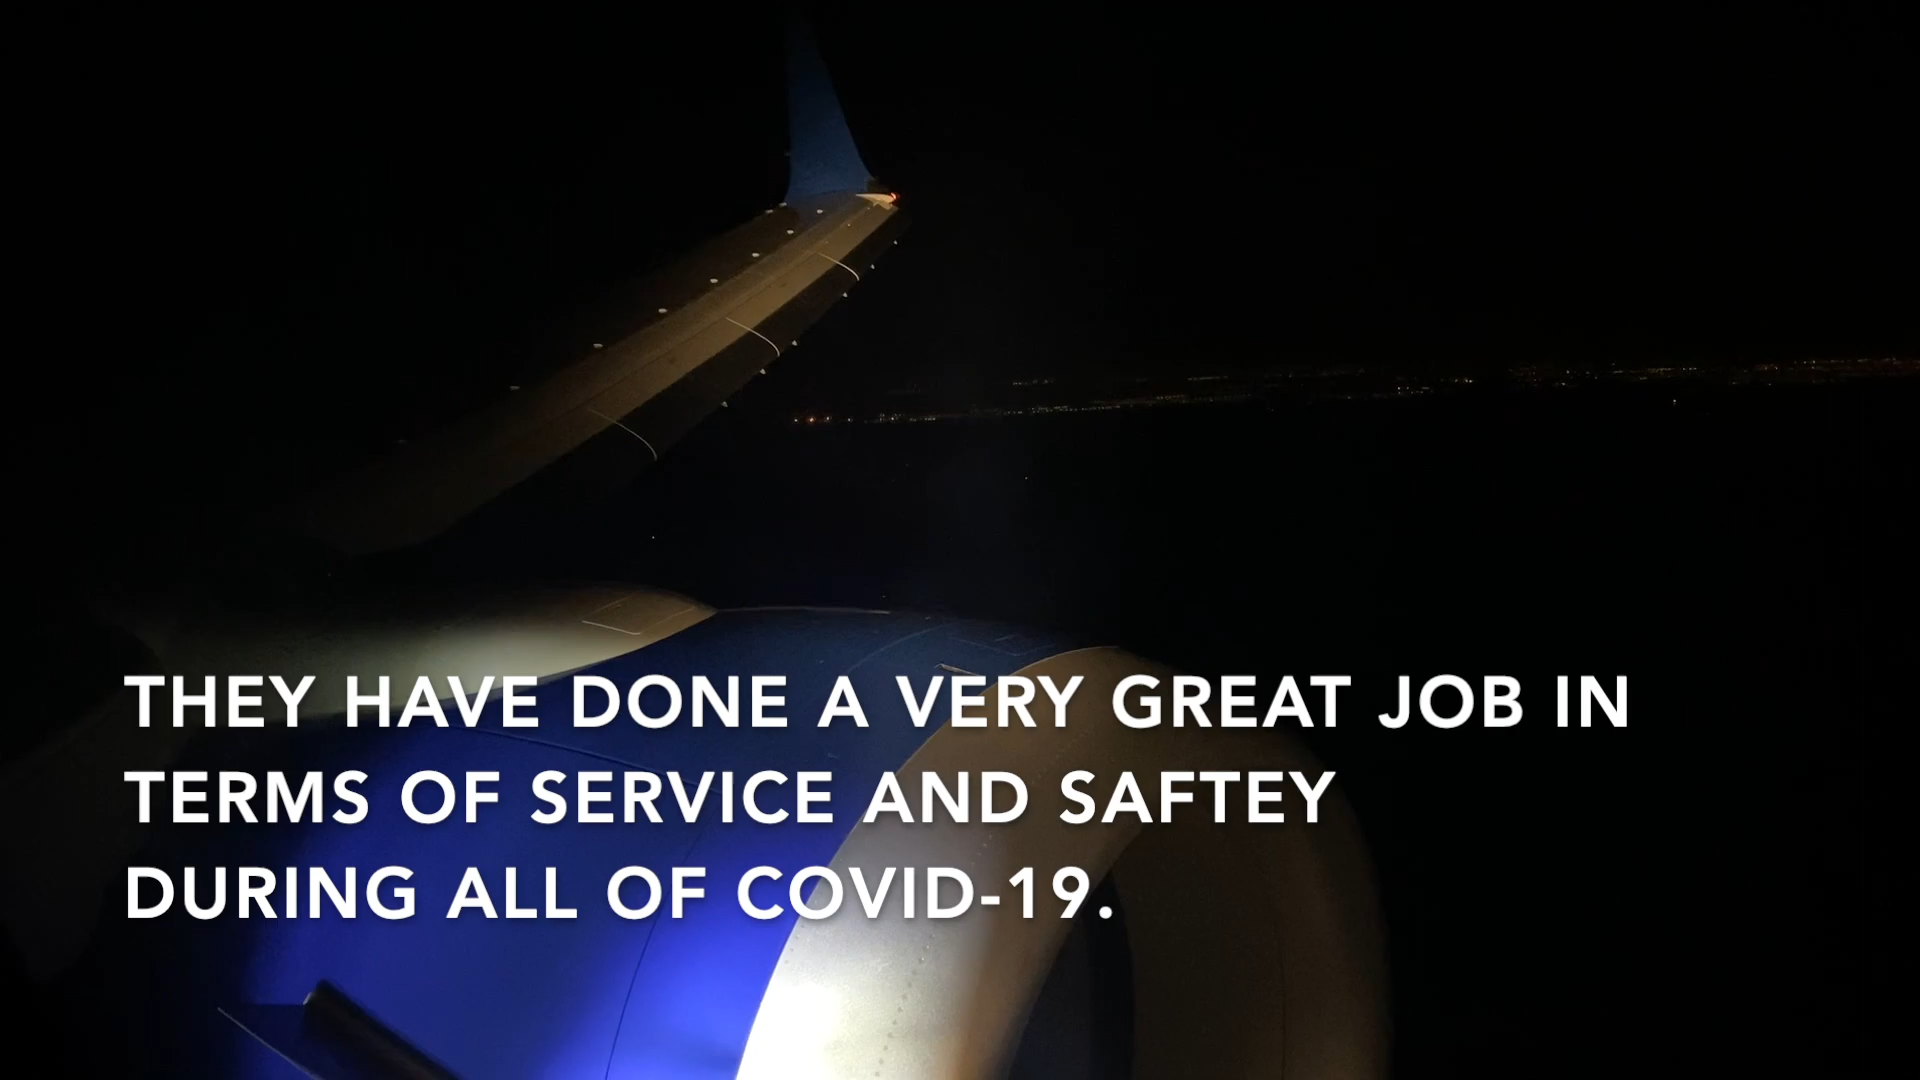 THEY HAVE DONE A VERY GREAT JOB IN
TERMS OF SERVICE AND SAFTEY
DURING ALL OF COVID-19.